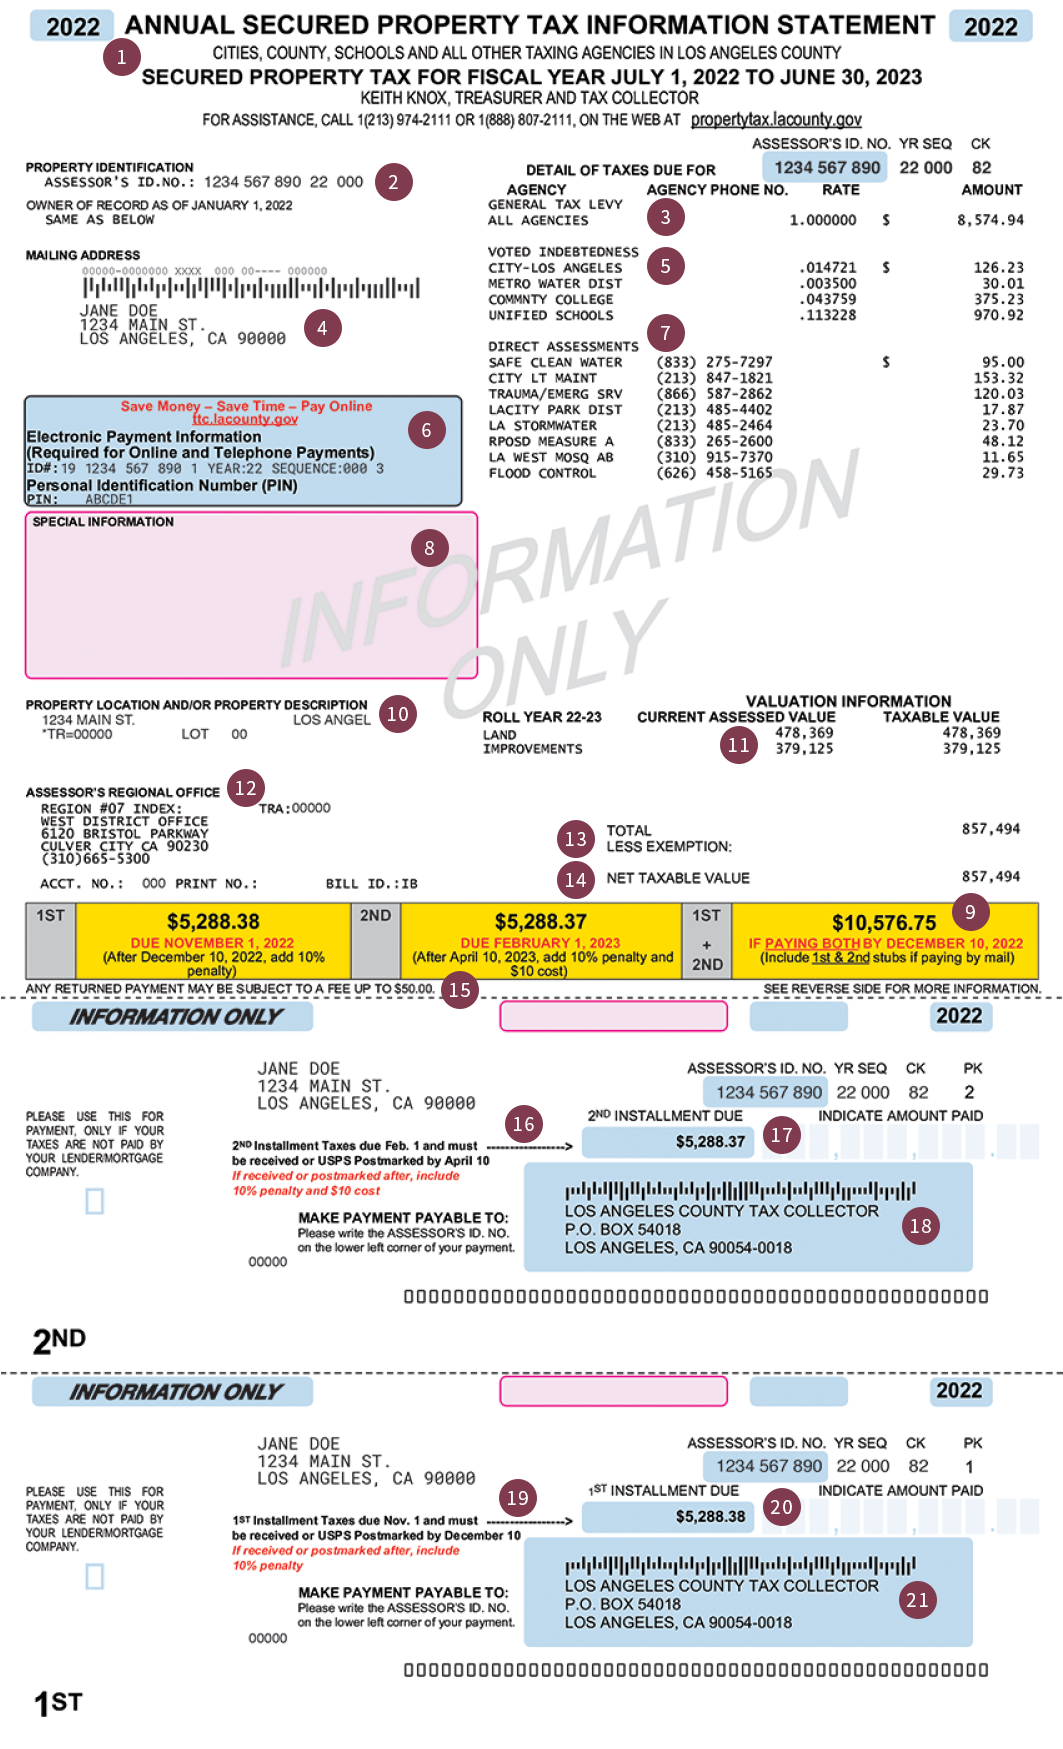 2022 ANNUAL SECURED PROPERTY TAX INFORMATION STATEMENT 2022
1 CITIES, COUNTY, SCHOOLS AND ALL OTHER TAXING AGENCIES IN LOS ANGELES COUNTY
SECURED PROPERTY TAX FOR FISCAL YEAR JULY 1, 2022 TO JUNE 30, 2023
KEITH KNOX, TREASURER AND TAX COLLECTOR
FOR ASSISTANCE, CALL 1(213) 974-2111 OR 1(888) 807-2111, ON THE WEB AT propertytax.lacounty.gov
PROPERTY IDENTIFICATION
ASSESSOR'S ID.NO.: 1234 567 890 22 000 2
OWNER OF RECORD AS OF JANUARY 1, 2022
SAME AS BELOW
MAILING ADDRESS
00000-0000000 XXXX 000 00---- 000000
JANE DOE
1234 MAIN ST.
LOS ANGELES, CA 90000
4
ASSESSOR'S ID. NO. YR SEQ CK
DETAIL OF TAXES DUE FOR 1234 567 890 22 000 82
AGENCY AGENCY PHONE NO. RATE AMOUNT
GENERAL TAX LEVY
ALL AGENCIES 3 1.000000 $ 8,574.94
VOTED INDEBTEDNESS
CITY-LOS ANGELES 5 .014721 $ 126.23
METRO WATER DIST .003500 30.01
COMMNTY COLLEGE .043759 375.23
UNIFIED SCHOOLS .113228 970.92
7
DIRECT ASSESSMENTS
SAFE CLEAN WATER (833) 275-7297 $ 95.00
CITY LT MAINT (213) 847-1821 153.32
TRAUMA/EMERG SRV (866) 587-2862 120.03
LACITY PARK DIST (213) 485-4402 17.87
LA STORMWATER (213) 485-2464 23.70
RPOSD MEASURE A (833) 265-2600 48.12
LA WEST MOSQ AB (310) 915-7370 11.65
FLOOD CONTROL (626) 458-5165 29.73
Save Money – Save Time – Pay Online
ttc.lacounty.gov
6
Electronic Payment Information
(Required for Online and Telephone Payments)
ID#: 19 1234 567 890 1 YEAR:22 SEQUENCE:000 3
Personal Identification Number (PIN)
PIN: ABCDE1
SPECIAL INFORMATION
8
INFORMATION
ONLY
PROPERTY LOCATION AND/OR PROPERTY DESCRIPTION 10
1234 MAIN ST. LOS ANGEL
*TR=00000 LOT 00
VALUATION INFORMATION
ROLL YEAR 22-23 CURRENT ASSESSED VALUE TAXABLE VALUE
LAND 478,369 478,369
IMPROVEMENTS 11 379,125 379,125
ASSESSOR'S REGIONAL OFFICE 12
REGION #07 INDEX: TRA:00000
WEST DISTRICT OFFICE
6120 BRISTOL PARKWAY
CULVER CITY CA 90230
(310)665-5300
ACCT. NO.: 000 PRINT NO.: BILL ID.:IB
13 TOTAL 857,494
LESS EXEMPTION:
14 NET TAXABLE VALUE 857,494
1ST $5,288.38
DUE NOVEMBER 1, 2022
(After December 10, 2022, add 10%
penalty)
2ND $5,288.37
DUE FEBRUARY 1, 2023
(After April 10, 2023, add 10% penalty and
$10 cost)
1ST
+
2ND
$10,576.75 9
IF PAYING BOTH BY DECEMBER 10, 2022
(Include 1st & 2nd stubs if paying by mail)
ANY RETURNED PAYMENT MAY BE SUBJECT TO A FEE UP TO $50.00. 15 SEE REVERSE SIDE FOR MORE INFORMATION.
INFORMATION ONLY 2022
JANE DOE
1234 MAIN ST.
LOS ANGELES, CA 90000
ASSESSOR'S ID. NO. YR SEQ CK PK
1234 567 890 22 000 82 2
PLEASE USE THIS FOR
PAYMENT, ONLY IF YOUR
TAXES ARE NOT PAID BY
YOUR LENDER/MORTGAGE
COMPANY.
16 2ND INSTALLMENT DUE INDICATE AMOUNT PAID
2ND Installment Taxes due Feb. 1 and must ---------------> $5,288.37 17
be received or USPS Postmarked by April 10
If received or postmarked after, include
10% penalty and $10 cost
MAKE PAYMENT PAYABLE TO:
Please write the ASSESSOR'S ID. NO.
on the lower left corner of your payment.
00000
LOS ANGELES COUNTY TAX COLLECTOR
P.O. BOX 54018
LOS ANGELES, CA 90054-0018
18
2ND
INFORMATION ONLY 2022
JANE DOE
1234 MAIN ST.
LOS ANGELES, CA 90000
ASSESSOR'S ID. NO. YR SEQ CK PK
1234 567 890 22 000 82 1
PLEASE USE THIS FOR
PAYMENT, ONLY IF YOUR
TAXES ARE NOT PAID BY
YOUR LENDER/MORTGAGE
COMPANY.
19 1ST INSTALLMENT DUE INDICATE AMOUNT PAID
1ST Installment Taxes due Nov. 1 and must ---------------> $5,288.38 20
be received or USPS Postmarked by December 10
If received or postmarked after, include
10% penalty
MAKE PAYMENT PAYABLE TO:
Please write the ASSESSOR'S ID. NO.
on the lower left corner of your payment.
00000
LOS ANGELES COUNTY TAX COLLECTOR
P.O. BOX 54018
LOS ANGELES, CA 90054-0018
21
1ST